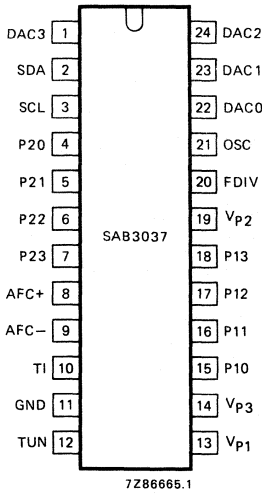 DAC3 1 24 DAC2
SDA 2 23 DAC1
SCL 3 22 DAC0
P20 4 21 OSC
P21 5 20 FDIV
P22 6 19 VP2
P23 7 18 P13
SAB3037
AFC+ 8 17 P12
AFC− 9 16 P11
TI 10 15 P10
GND 11 14 VP3
TUN 12 13 VP1
7Z86665.1